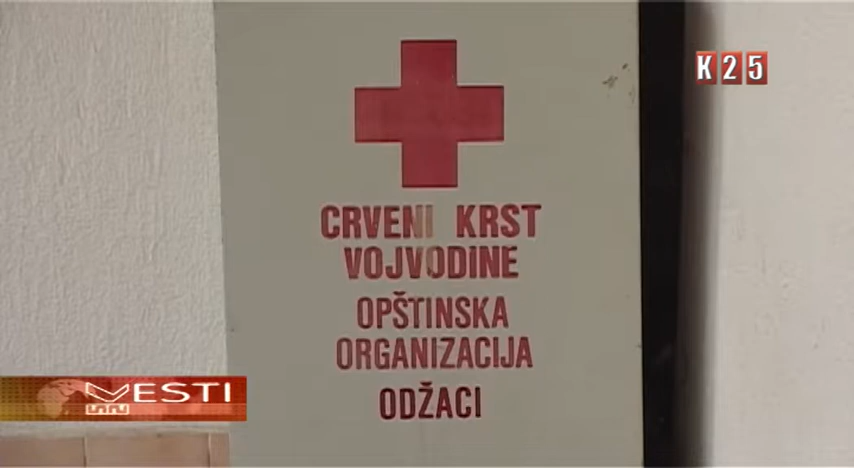 K25
CRVENI KRST
VOJVODINE
OPŠTINSKA
ORGANIZACIJA
ODŽACI
VESTI